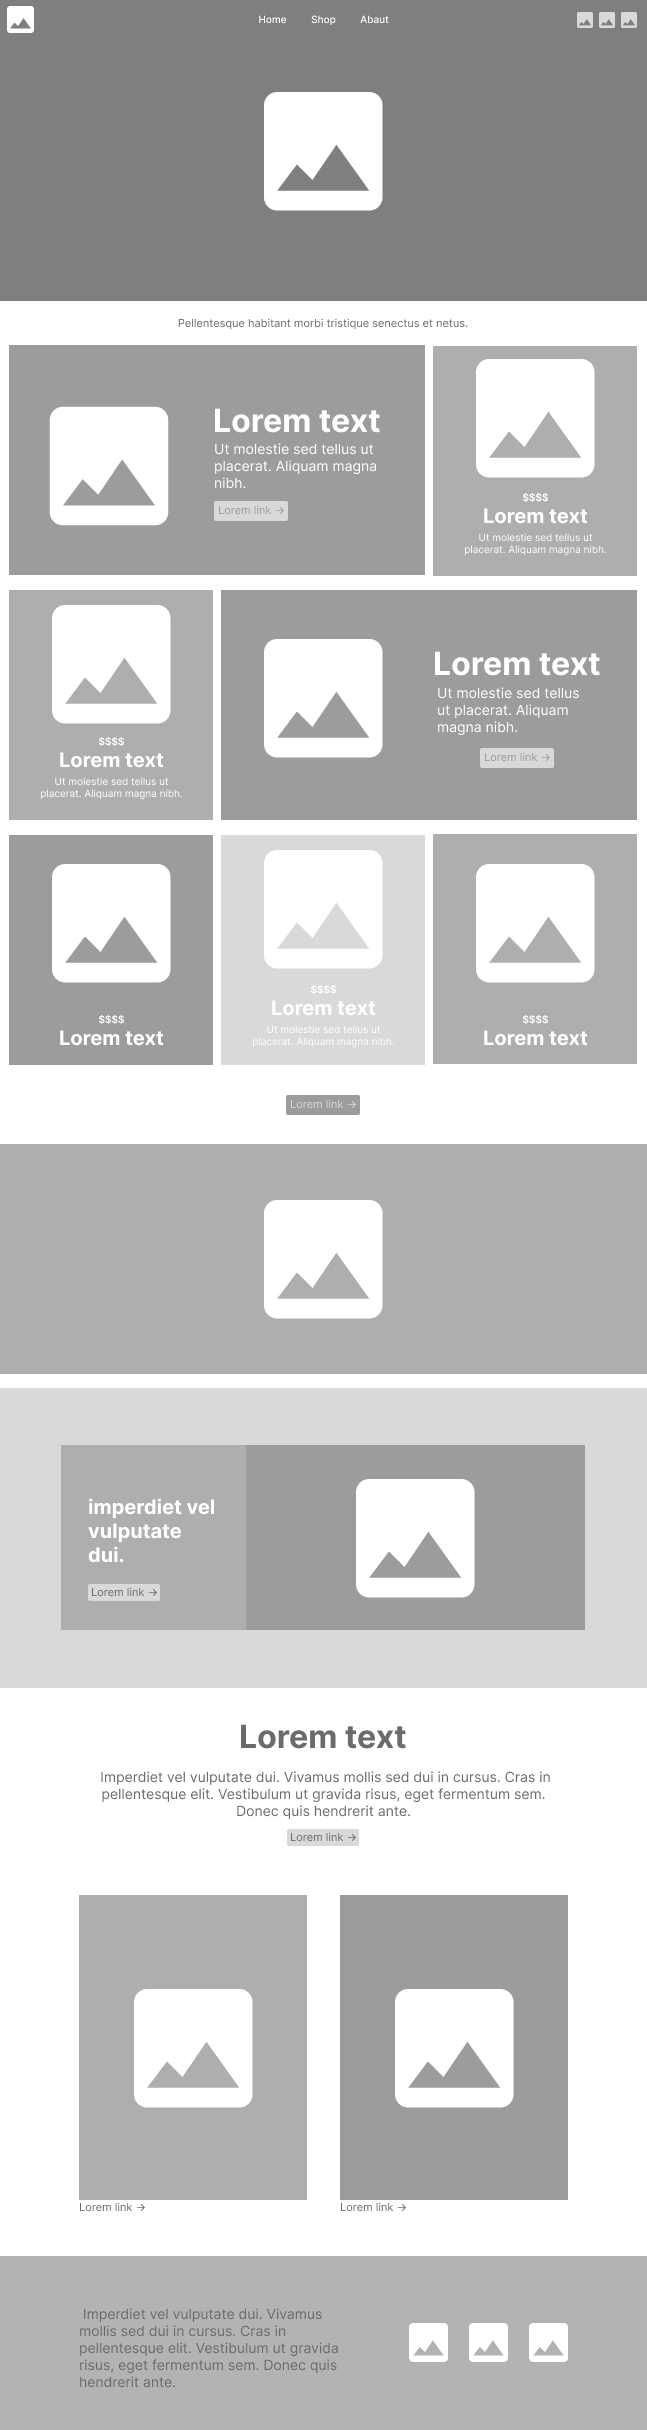 Home Shop Abaut
Pellentesque habitant morbi tristique senectus et netus.
Lorem text
Ut molestie sed tellus ut
placerat. Aliquam magna
nibh.
Lorem link →
$$$$
Lorem text
Ut molestie sed tellus ut
placerat. Aliquam magna nibh.
$$$$
Lorem text
Ut molestie sed tellus ut
placerat. Aliquam magna nibh.
Lorem text
Ut molestie sed tellus
ut placerat. Aliquam
magna nibh.
Lorem link →
$$$$
Lorem text
$$$$
Lorem text
Ut molestie sed tellus ut
placerat. Aliquam magna nibh.
$$$$
Lorem text
Lorem link →
imperdiet vel
vulputate
dui.
Lorem link →
Lorem text
Imperdiet vel vulputate dui. Vivamus mollis sed dui in cursus. Cras in
pellentesque elit. Vestibulum ut gravida risus, eget fermentum sem.
Donec quis hendrerit ante.
Lorem link →
Lorem link →
Lorem link →
Imperdiet vel vulputate dui. Vivamus
mollis sed dui in cursus. Cras in
pellentesque elit. Vestibulum ut gravida
risus, eget fermentum sem. Donec quis
hendrerit ante.